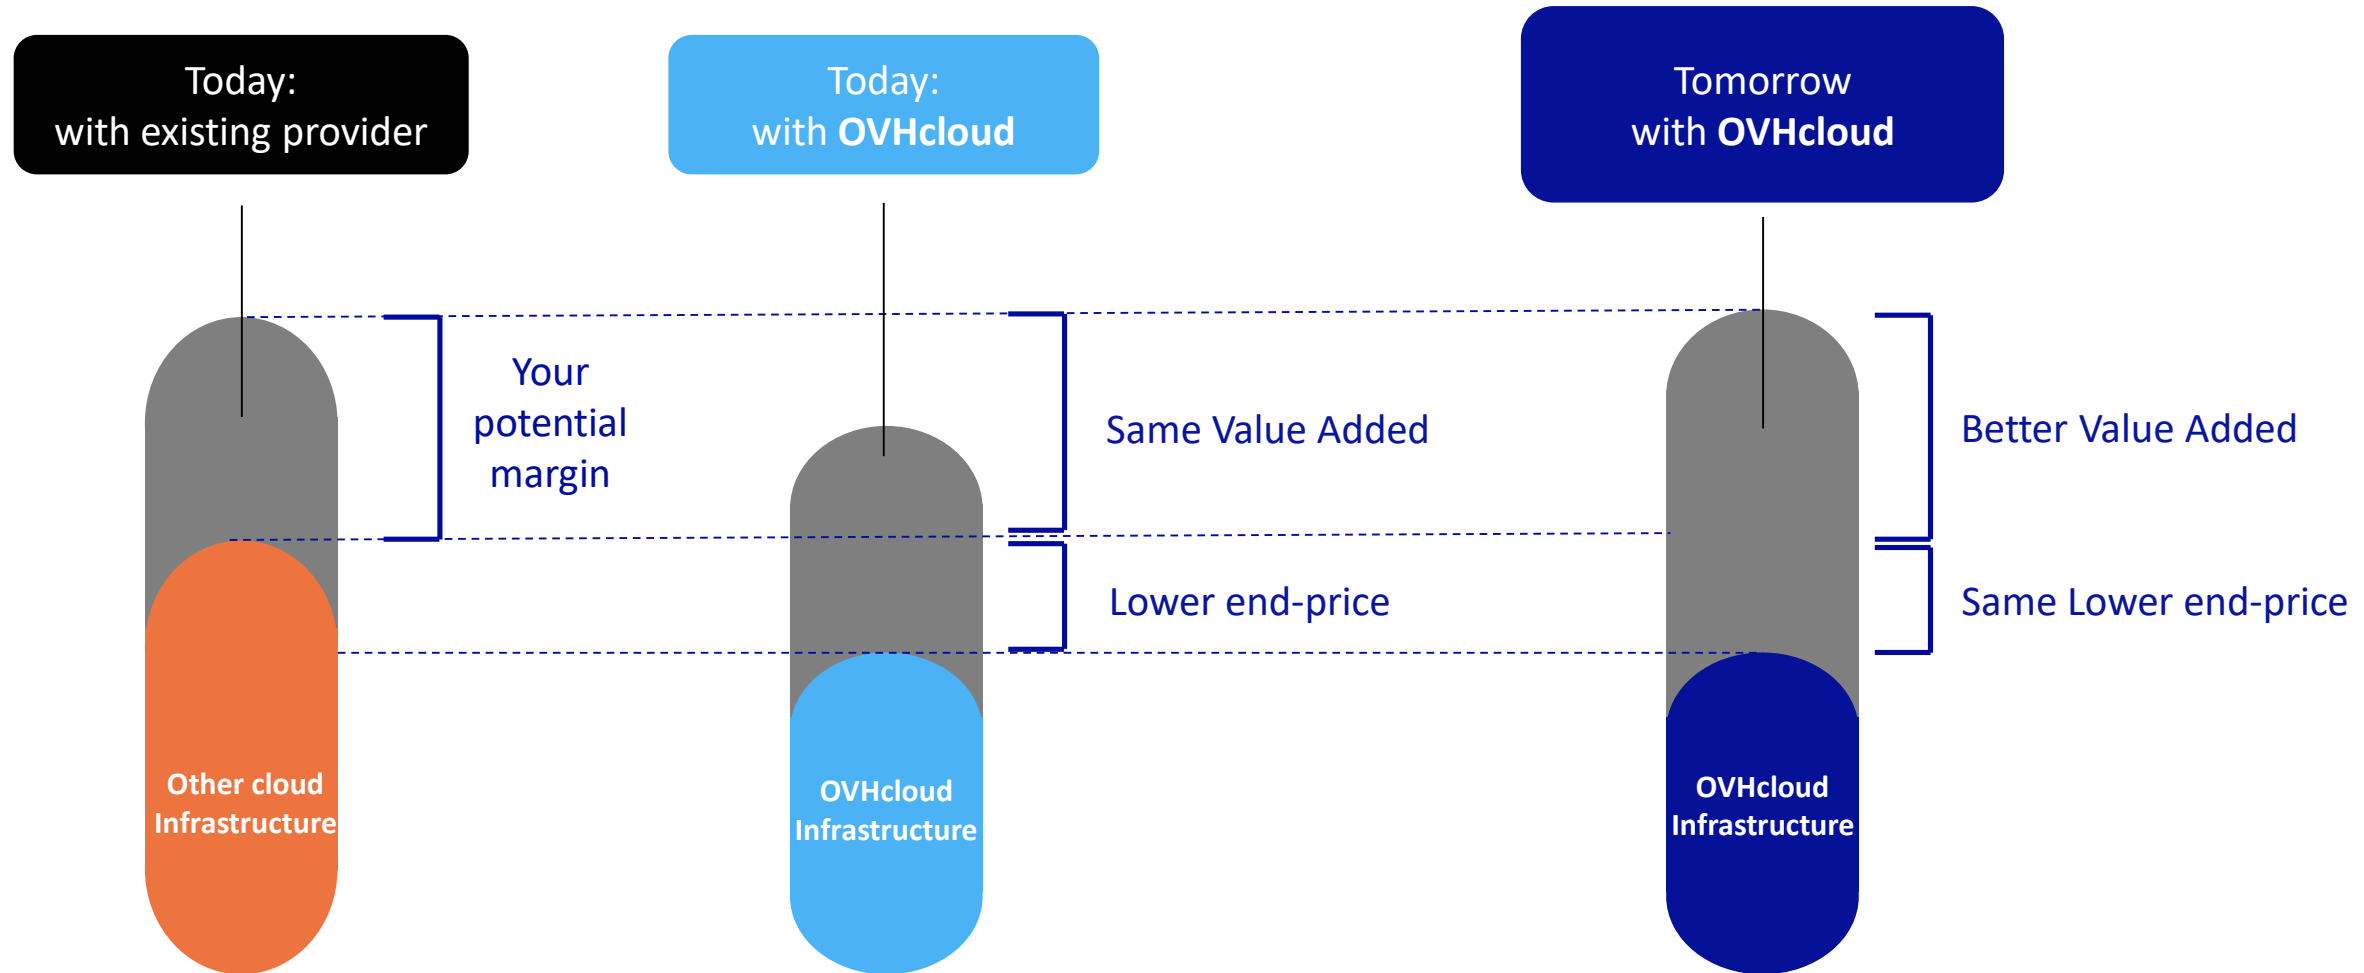 Today:
with existing provider
Today:
with OVHcloud
Tomorrow
with OVHcloud
Your
potential
margin
Same Value Added
Better Value Added
Lower end-price
Same Lower end-price
Other cloud
Infrastructure
OVHcloud
Infrastructure
OVHcloud
Infrastructure